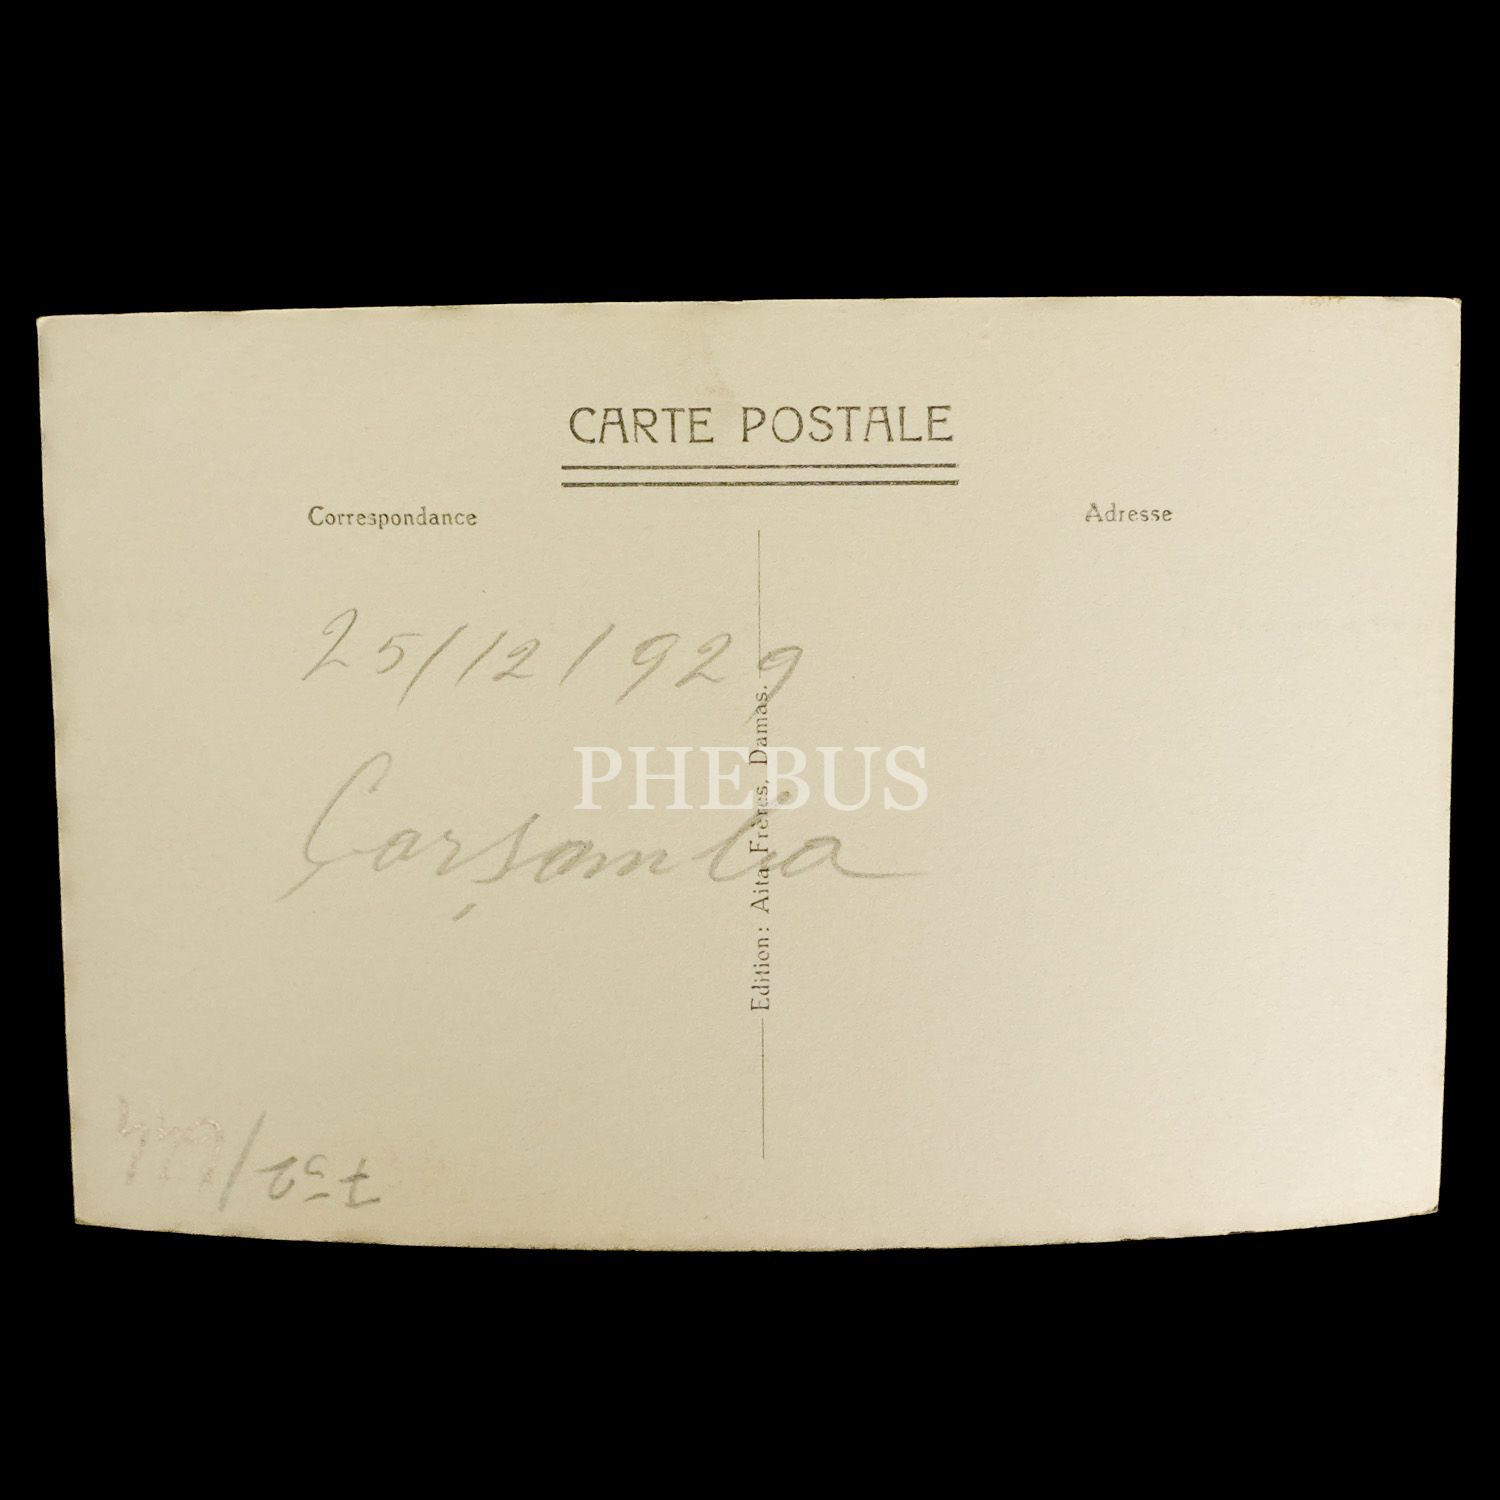 CARTE POSTALE
Correspondance
Adresse
25/12/929
Çarşamba
Edition: Aita Frères, Damas.
PHEBUS